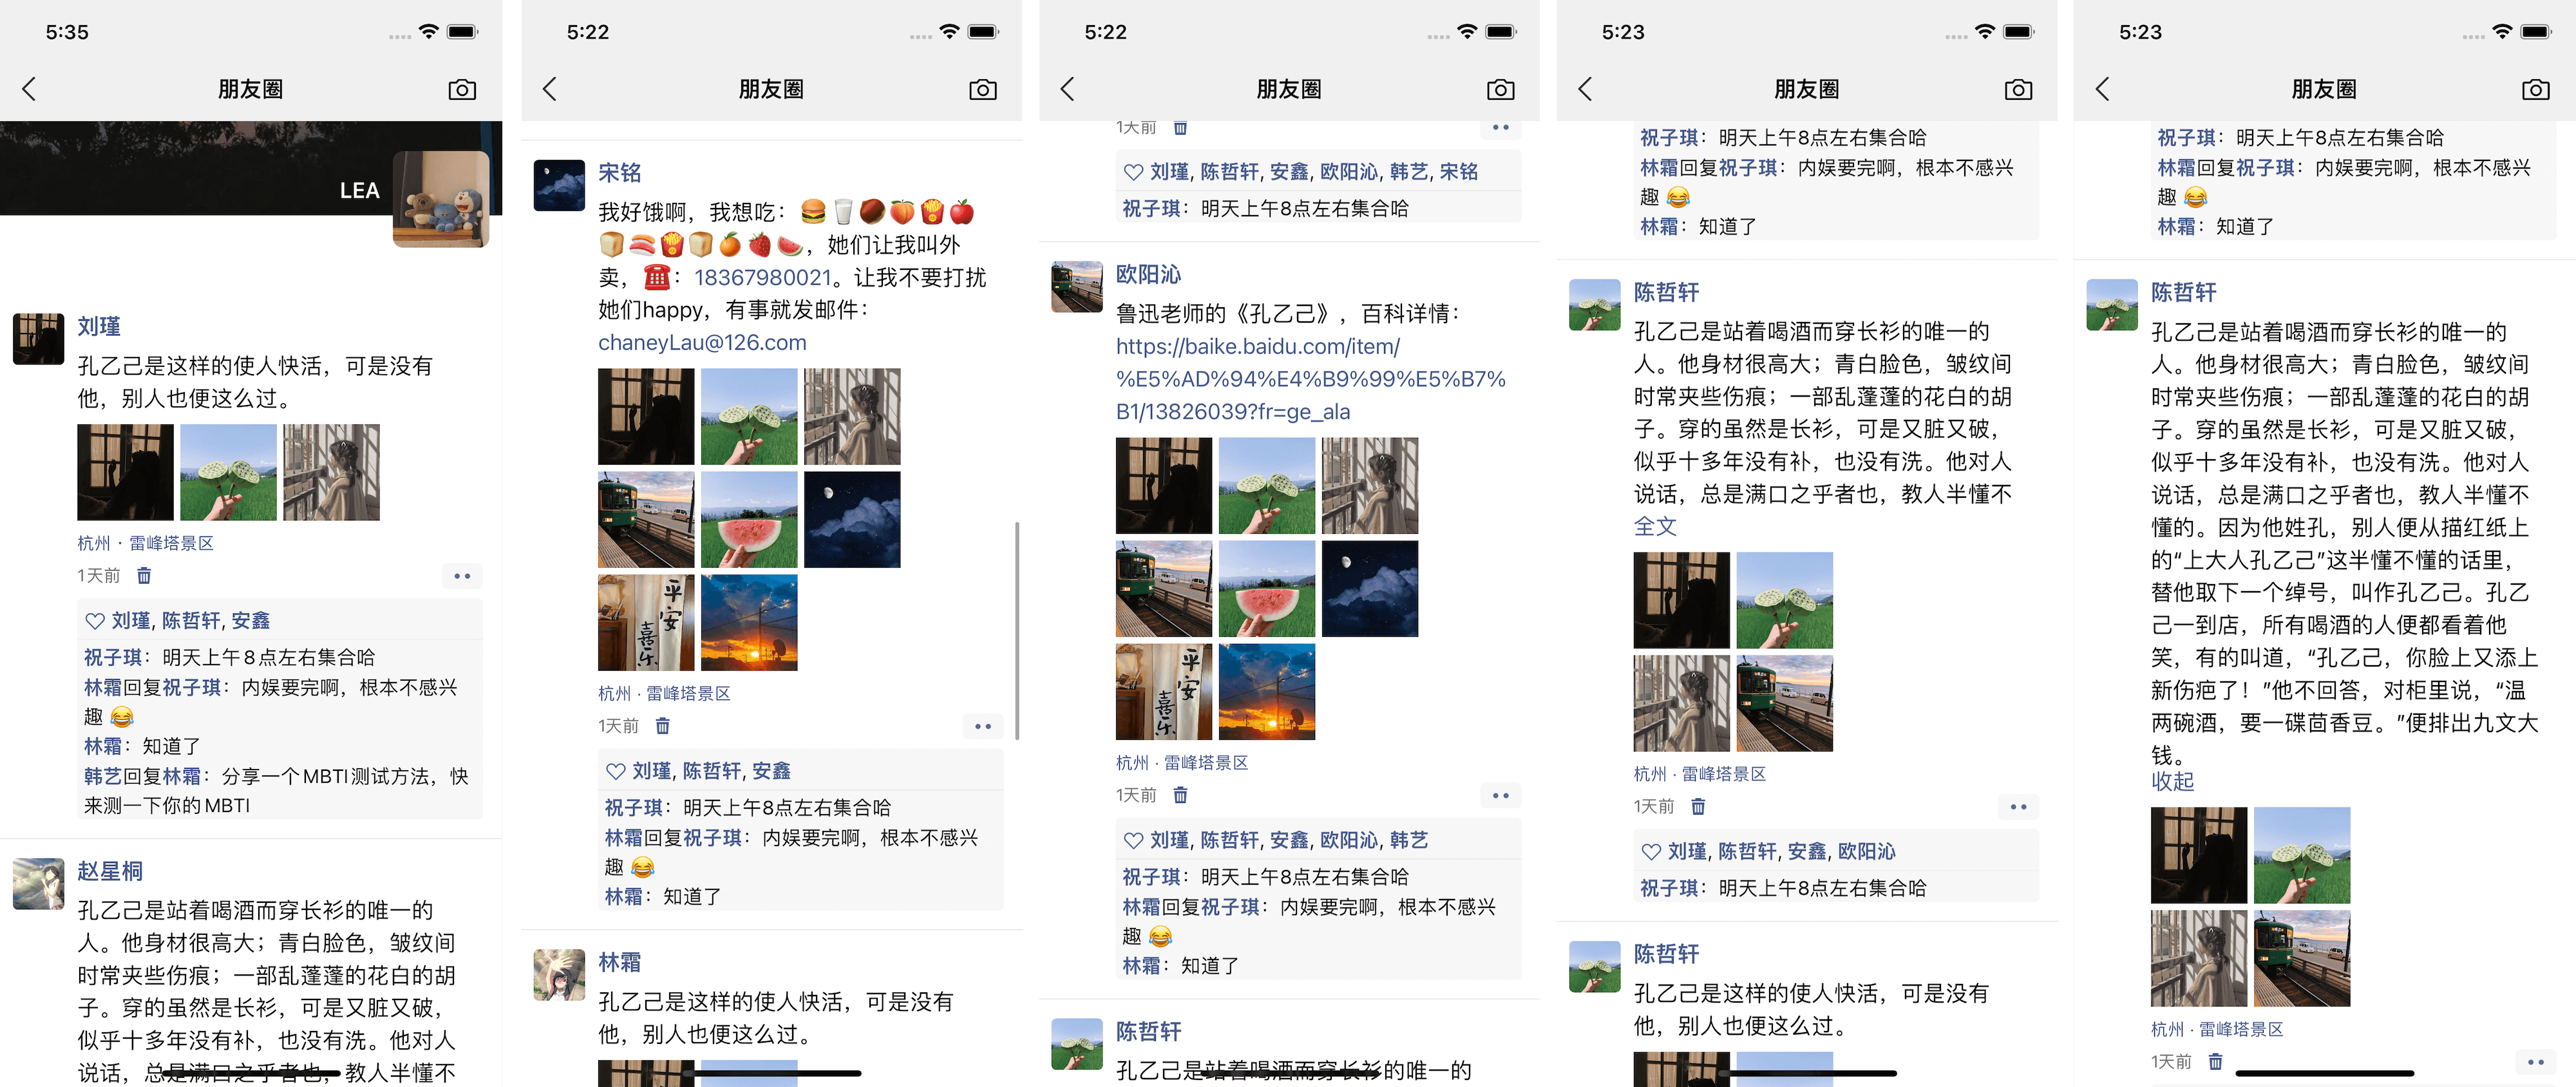 5:35
朋友圈
LEA
刘瑾
孔乙己是这样的使人快活，可是没有
他，别人也便这么过。
杭州 · 雷峰塔景区
1天前
刘瑾, 陈哲轩, 安鑫
祝子琪：明天上午8点左右集合哈
林霜回复祝子琪：内娱要完啊，根本不感兴
趣😂
林霜：知道了
韩艺回复林霜：分享一个MBTI测试方法，快
来测一下你的MBTI
赵星桐
孔乙己是站着喝酒而穿长衫的唯一的
人。他身材很高大；青白脸色，皱纹间
时常夹些伤痕；一部乱蓬蓬的花白的胡
子。穿的虽然是长衫，可是又脏又破，
似乎十多年没有补，也没有洗。他对人
说话，总是满口之乎者也，教人半懂不
5:22
朋友圈
宋铭
我好饿啊，我想吃：🍔🥛🌰🍑🍟🍎
🍞🍣🍟🍞🍊🍓🍉，她们让我叫外
卖，☎️：18367980021。让我不要打扰
她们happy，有事就发邮件：
chaneyLau@126.com
平安
喜乐
杭州 · 雷峰塔景区
1天前
刘瑾, 陈哲轩, 安鑫
祝子琪：明天上午8点左右集合哈
林霜回复祝子琪：内娱要完啊，根本不感兴
趣😂
林霜：知道了
林霜
孔乙己是这样的使人快活，可是没有
他，别人也便这么过。
5:22
朋友圈
1天前
刘瑾, 陈哲轩, 安鑫, 欧阳沁, 韩艺, 宋铭
祝子琪：明天上午8点左右集合哈
欧阳沁
鲁迅老师的《孔乙己》，百科详情：
https://baike.baidu.com/item/
%E5%AD%94%E4%B9%99%E5%B7%
B1/13826039?fr=ge_ala
平安
喜乐
杭州 · 雷峰塔景区
1天前
刘瑾, 陈哲轩, 安鑫, 欧阳沁, 韩艺
祝子琪：明天上午8点左右集合哈
林霜回复祝子琪：内娱要完啊，根本不感兴
趣😂
林霜：知道了
陈哲轩
孔乙己是站着喝酒而穿长衫的唯一的
5:23
朋友圈
祝子琪：明天上午8点左右集合哈
林霜回复祝子琪：内娱要完啊，根本不感兴
趣😂
林霜：知道了
陈哲轩
孔乙己是站着喝酒而穿长衫的唯一的
人。他身材很高大；青白脸色，皱纹间
时常夹些伤痕；一部乱蓬蓬的花白的胡
子。穿的虽然是长衫，可是又脏又破，
似乎十多年没有补，也没有洗。他对人
说话，总是满口之乎者也，教人半懂不
全文
杭州 · 雷峰塔景区
1天前
刘瑾, 陈哲轩, 安鑫, 欧阳沁
祝子琪：明天上午8点左右集合哈
陈哲轩
孔乙己是这样的使人快活，可是没有
他，别人也便这么过。
5:23
朋友圈
祝子琪：明天上午8点左右集合哈
林霜回复祝子琪：内娱要完啊，根本不感兴
趣😂
林霜：知道了
陈哲轩
孔乙己是站着喝酒而穿长衫的唯一的
人。他身材很高大；青白脸色，皱纹间
时常夹些伤痕；一部乱蓬蓬的花白的胡
子。穿的虽然是长衫，可是又脏又破，
似乎十多年没有补，也没有洗。他对人
说话，总是满口之乎者也，教人半懂不
懂的。因为他姓孔，别人便从描红纸上
的“上大人孔乙己”这半懂不懂的话里，
替他取下一个绰号，叫作孔乙己。孔乙
己一到店，所有喝酒的人便都看着他
笑，有的叫道，“孔乙己，你脸上又添上
新伤疤了！”他不回答，对柜里说，“温
两碗酒，要一碟茴香豆。”便排出九文大
钱。
收起
杭州 · 雷峰塔景区
1天前